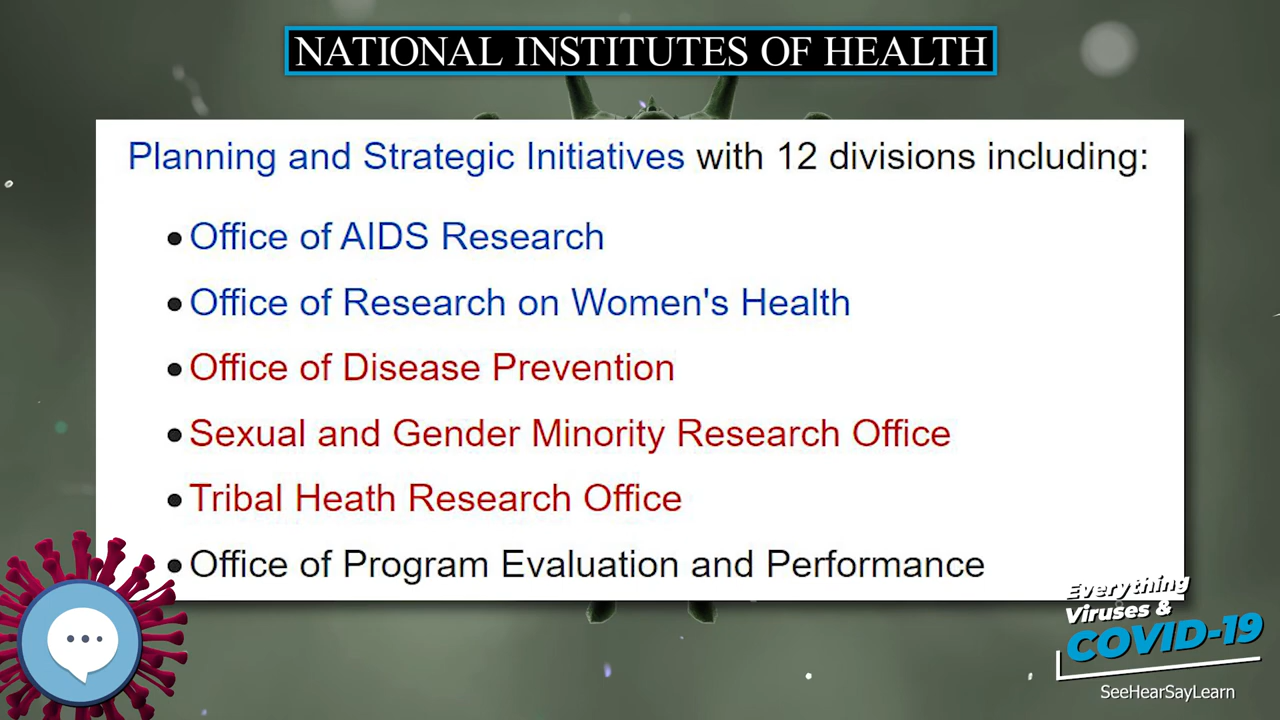 NATIONAL INSTITUTES OF HEALTH
Planning and Strategic Initiatives with 12 divisions including:
• Office of AIDS Research
• Office of Research on Women's Health
• Office of Disease Prevention
• Sexual and Gender Minority Research Office
• Tribal Heath Research Office
• Office of Program Evaluation and Performance
Everything
Viruses &
COVID-19
SeeHearSayLearn